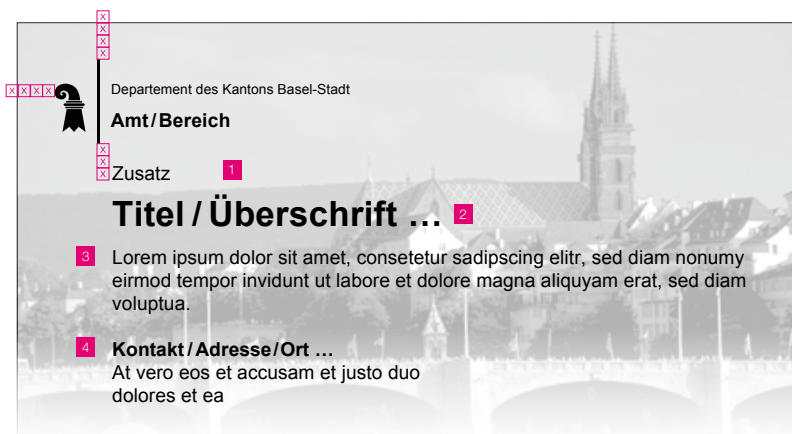 X
X
X
X
X X X X
Departement des Kantons Basel-Stadt
Amt/Bereich
X
X
X
Zusatz 1
Titel / Überschrift … 2
3 Lorem ipsum dolor sit amet, consetetur sadipscing elitr, sed diam nonumy
eirmod tempor invidunt ut labore et dolore magna aliquyam erat, sed diam
voluptua.
4 Kontakt/Adresse/Ort …
At vero eos et accusam et justo duo
dolores et ea